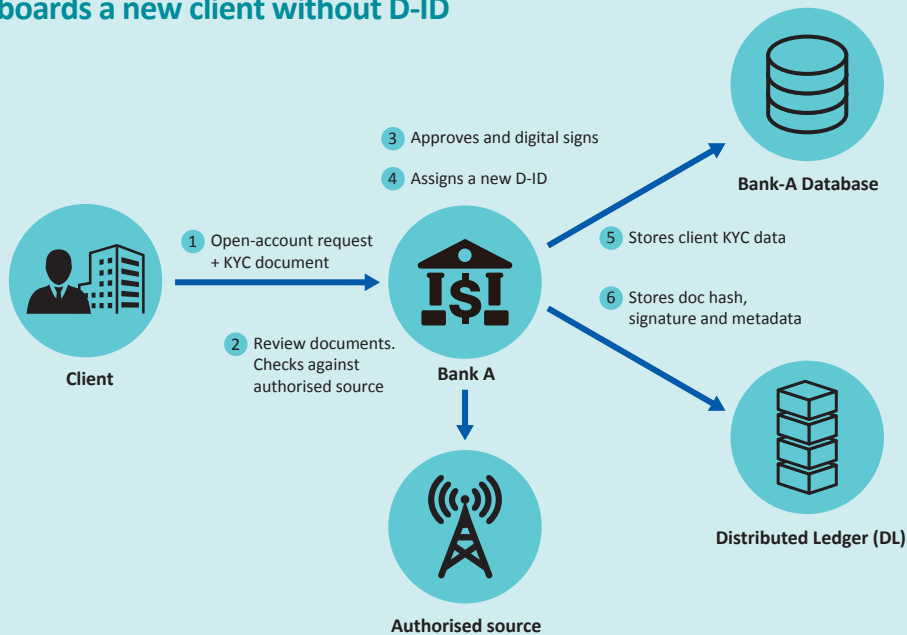 boards a new client without D-ID
3 Approves and digital signs
4 Assigns a new D-ID
Bank-A Database
1 Open-account request
+ KYC document
5 Stores client KYC data
6 Stores doc hash,
signature and metadata
2 Review documents.
Checks against
authorised source
Client
Bank A
Distributed Ledger (DL)
Authorised source